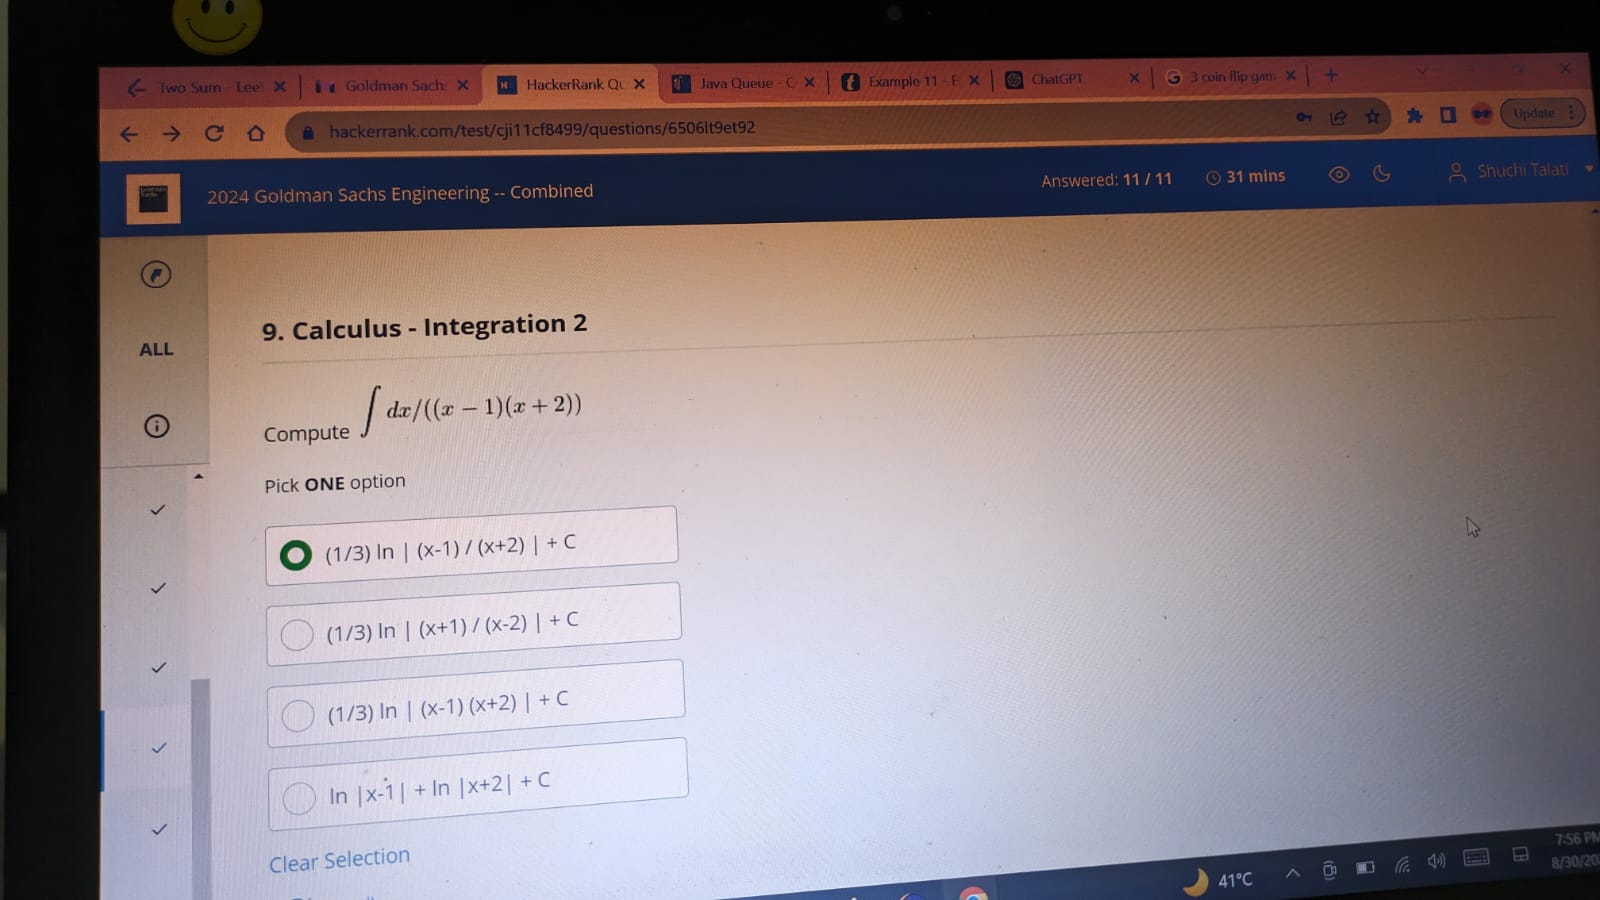 Two Sum - Lee
Goldman Sach
HackerRank Qu
Java Queue - C
Example 11 - F
ChatGPT
3 coin flip gam
hackerrank.com/test/cji11cf8499/questions/6506lt9et92
Update
2024 Goldman Sachs Engineering -- Combined
Answered: 11 / 11
31 mins
Shuchi Talati
ALL
9. Calculus - Integration 2
Compute ∫ dx/((x − 1)(x + 2))
Pick ONE option
(1/3) ln | (x-1) / (x+2) | + C
(1/3) ln | (x+1) / (x-2) | + C
(1/3) ln | (x-1) (x+2) | + C
ln |x-1| + ln |x+2| + C
Clear Selection
41°C
7:56 PM
8/30/20